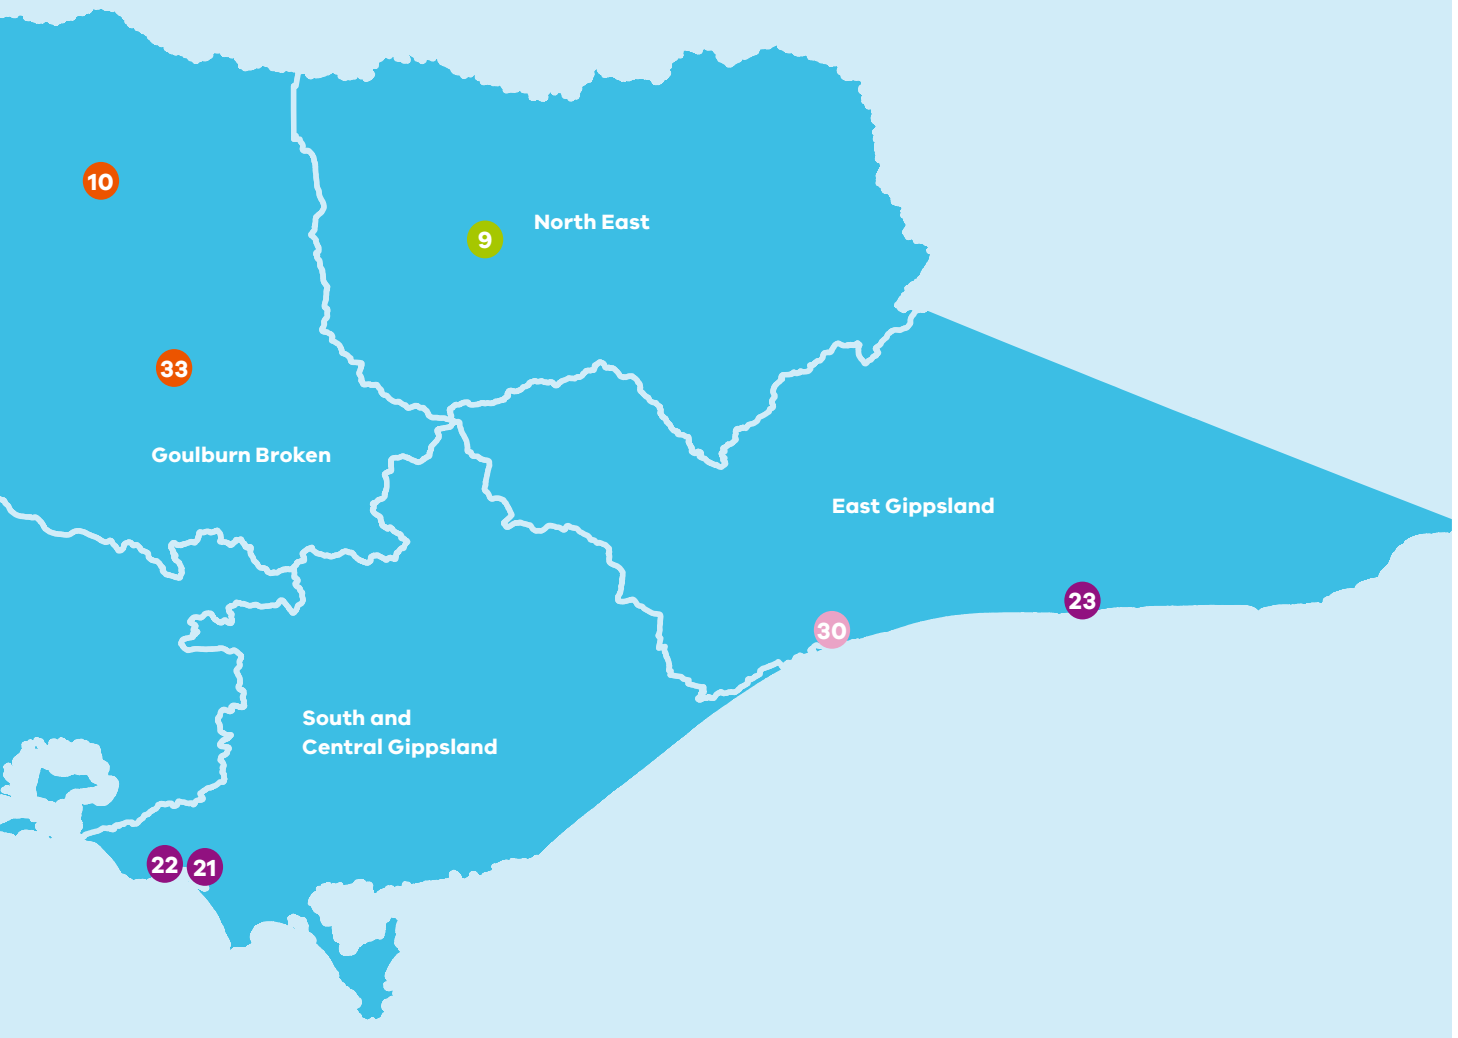 10
North East
9
33
Goulburn Broken
East Gippsland
23
30
South and
Central Gippsland
22
21